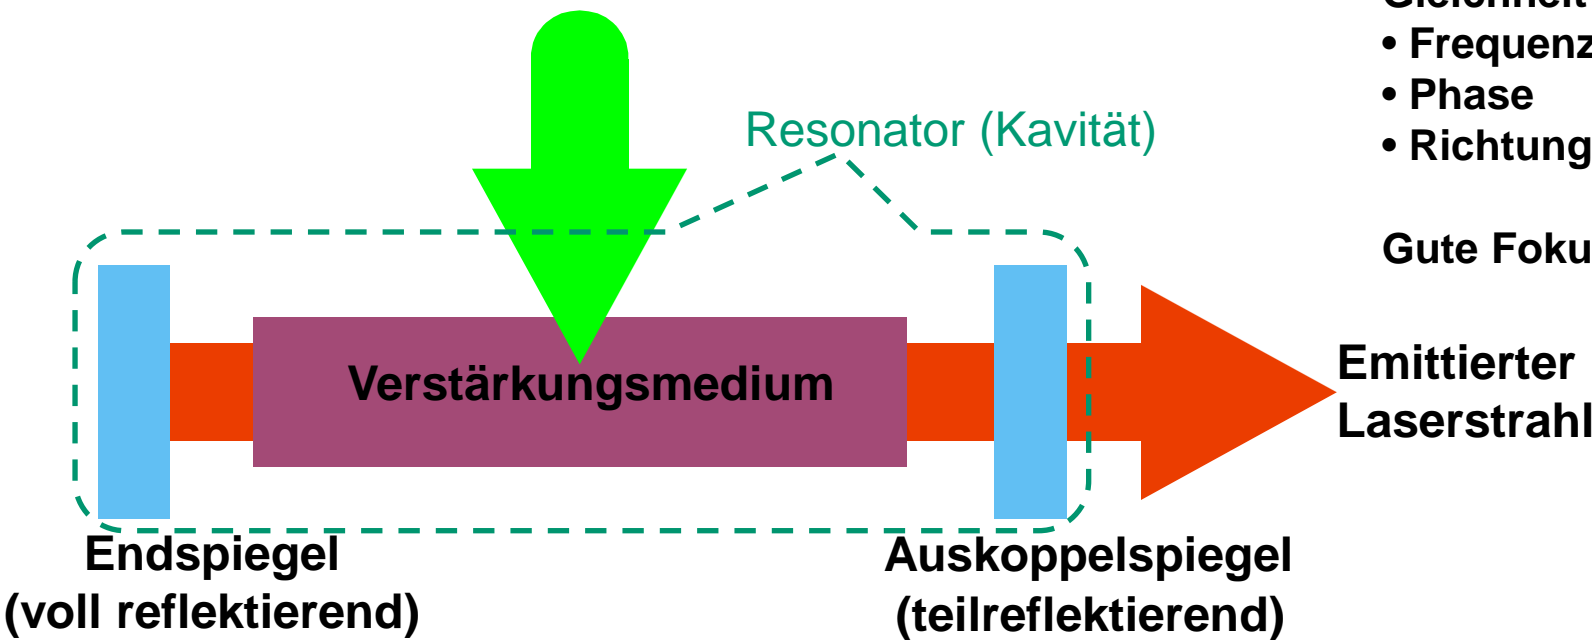 • Frequenz
• Phase
• Richtung
Resonator (Kavität)
Gute Foku
Verstärkungsmedium
Emittierter
Laserstrahl
Endspiegel
(voll reflektierend)
Auskoppelspiegel
(teilreflektierend)